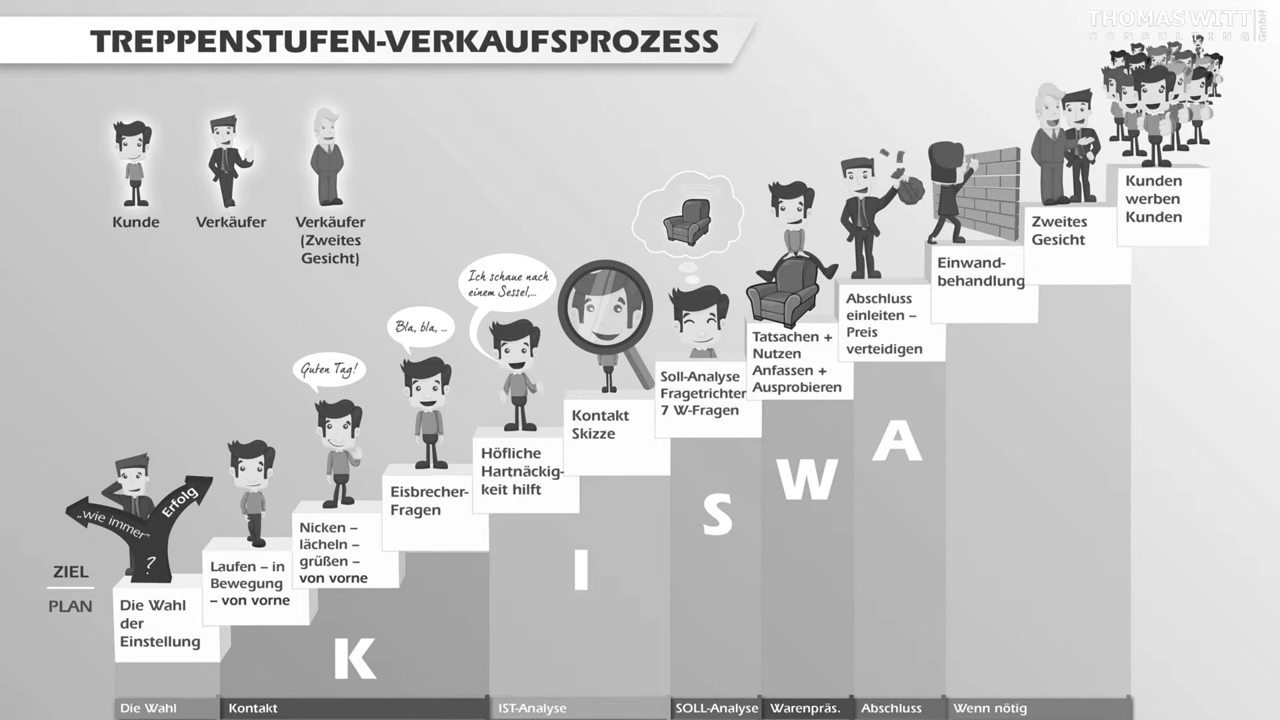 THOMAS WITT
CONSULTING
GmbH
TREPPENSTUFEN-VERKAUFSPROZESS
Kunde
Verkäufer
Verkäufer
(Zweites
Gesicht)
ZIEL
PLAN
„wie immer“
Erfolg
?
Die Wahl
der
Einstellung
Laufen – in
Bewegung
– von vorne
Guten Tag!
Nicken –
lächeln –
grüßen –
von vorne
Bla, bla, ...
Eisbrecher-
Fragen
Ich schaue nach
einem Sessel,...
Höfliche
Hartnäckig-
keit hilft
Kontakt
Skizze
Soll-Analyse
Fragetrichter
7 W-Fragen
Tatsachen +
Nutzen
Anfassen +
Ausprobieren
Abschluss
einleiten –
Preis
verteidigen
Einwand-
behandlung
Zweites
Gesicht
Kunden
werben
Kunden
K
I
S
W
A
Die Wahl
Kontakt
IST-Analyse
SOLL-Analyse
Warenpräs.
Abschluss
Wenn nötig